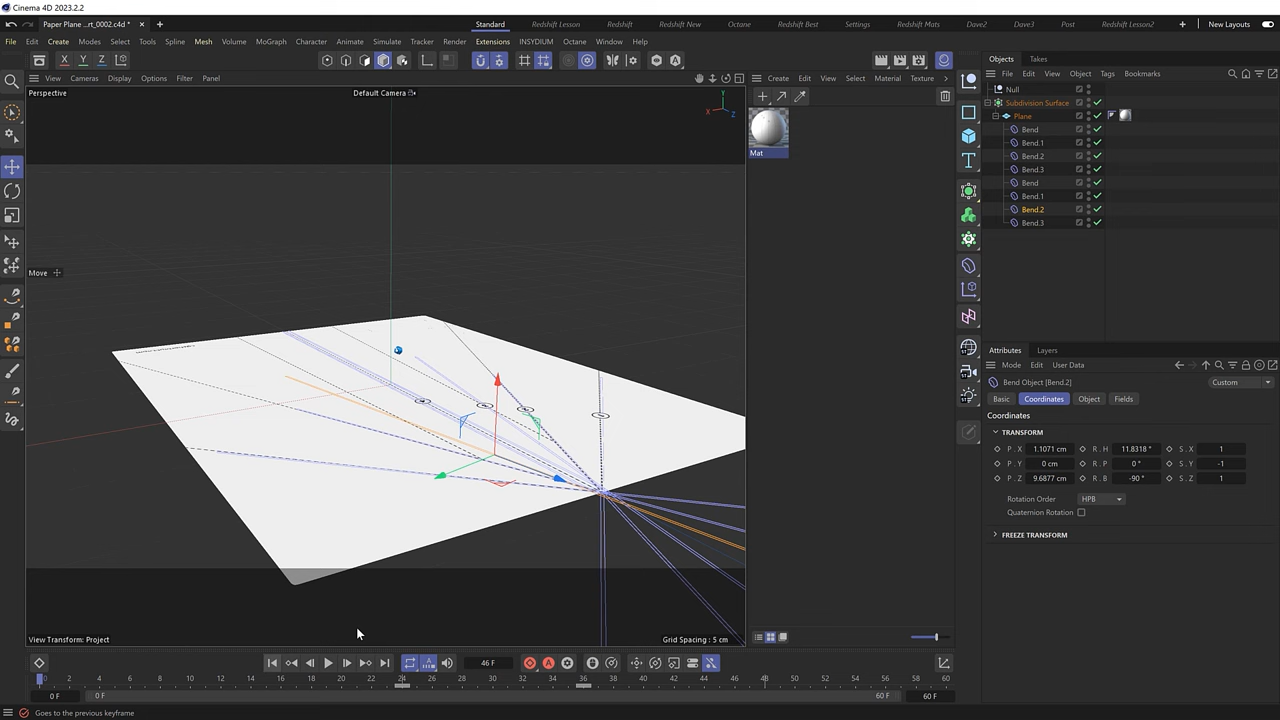 Cinema 4D 2023.2.2
Paper Plane ...rt_0002.c4d *
Standard Redshift Lesson Redshift Redshift New Octane Redshift Best Settings Redshift Mats Dave2 Dave3 Post Redshift Lesson2 New Layouts
File Edit Create Modes Select Tools Spline Mesh Volume MoGraph Character Animate Simulate Tracker Render Extensions INSYDIUM Octane Window Help
X Y Z
Objects Takes
File Edit View Object Tags Bookmarks
View Cameras Display Options Filter Panel
Create Edit View Select Material Texture
Perspective
Default Camera
Y
X
Z
Null
Subdivision Surface
Plane
Bend
Bend.1
Bend.2
Bend.3
Bend
Bend.1
Bend.2
Bend.3
Mat
Move
Attributes Layers
Mode Edit User Data
Bend Object [Bend.2]
Custom
Basic Coordinates Object Fields
Coordinates
TRANSFORM
P . X 1.1071 cm R . H 11.8318 ° S . X 1
P . Y 0 cm R . P 0 ° S . Y -1
P . Z 9.6877 cm R . B -90 ° S . Z 1
Rotation Order HPB
Quaternion Rotation
FREEZE TRANSFORM
View Transform: Project
Grid Spacing : 5 cm
46 F
0 2 4 6 8 10 12 14 16 18 20 22 24 26 28 30 32 34 36 38 40 42 44 46 48 50 52 54 56 58 60
0 F 0 F 60 F 60 F
Goes to the previous keyframe